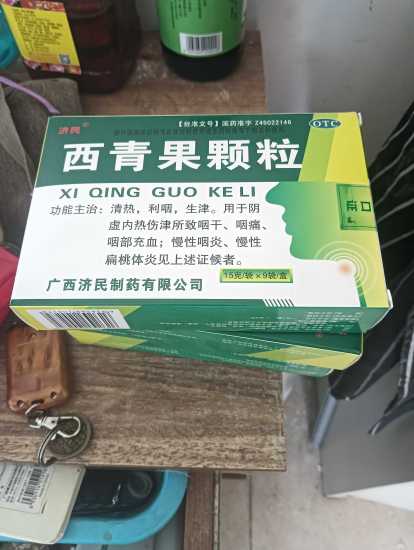 济民
【批准文号】国药准字 Z45022146
OTC
西青果颗粒
XI QING GUO KE LI
功能主治：清热，利咽，生津。用于阴
虚内热伤津所致咽干、咽痛、
咽部充血；慢性咽炎、慢性
扁桃体炎见上述证候者。
15克/袋×9袋/盒
广西济民制药有限公司